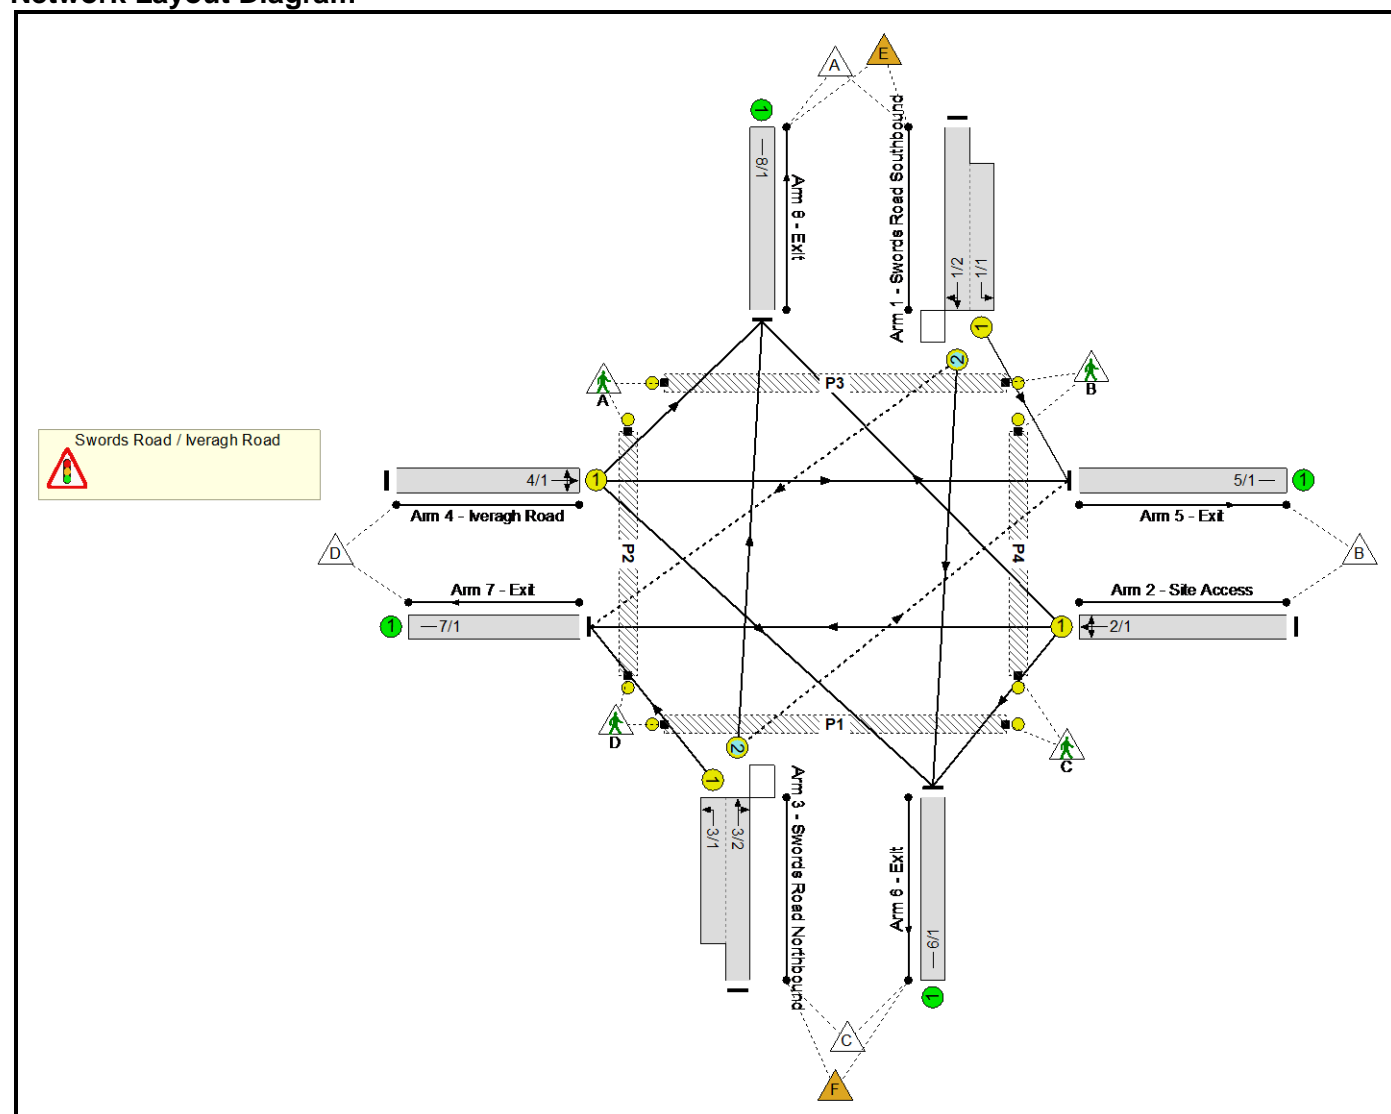 Network Layout Diagram
A
E
1
8/1
Arm 8 - Exit
Arm 1 - Swords Road Southbound
1/2
1/1
1
2
P3
A
B
Swords Road / Iveragh Road
4/1
1
5/1
1
Arm 4 - Iveragh Road
Arm 5 - Exit
D
P2
P4
B
Arm 7 - Exit
Arm 2 - Site Access
1
7/1
1
2/1
D
P1
C
2
1
3/1
3/2
Arm 3 - Swords Road Northbound
Arm 6 - Exit
6/1
1
C
F